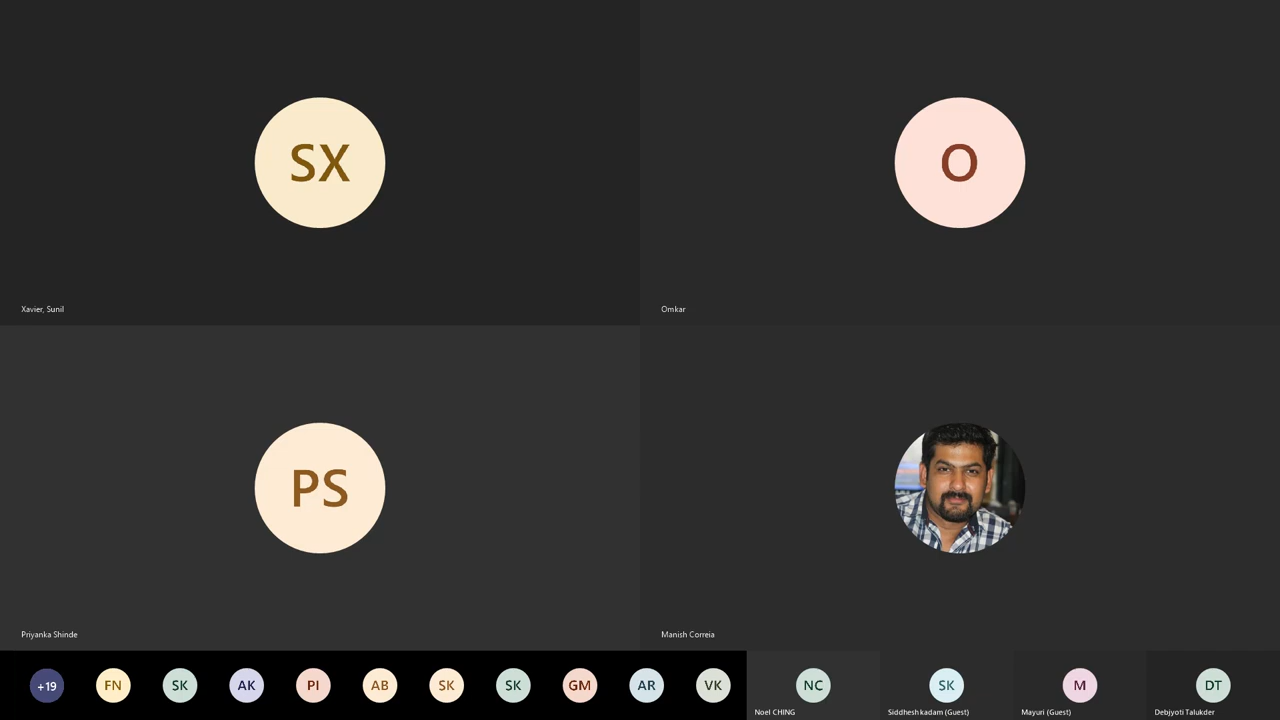 SX
O
Xavier, Sunil
Omkar
PS
Priyanka Shinde
Manish Correia
+19
FN
SK
AK
PI
AB
SK
SK
GM
AR
VK
NC
SK
M
DT
Noel CHING
Siddhesh kadam (Guest)
Mayuri (Guest)
Debjyoti Talukder